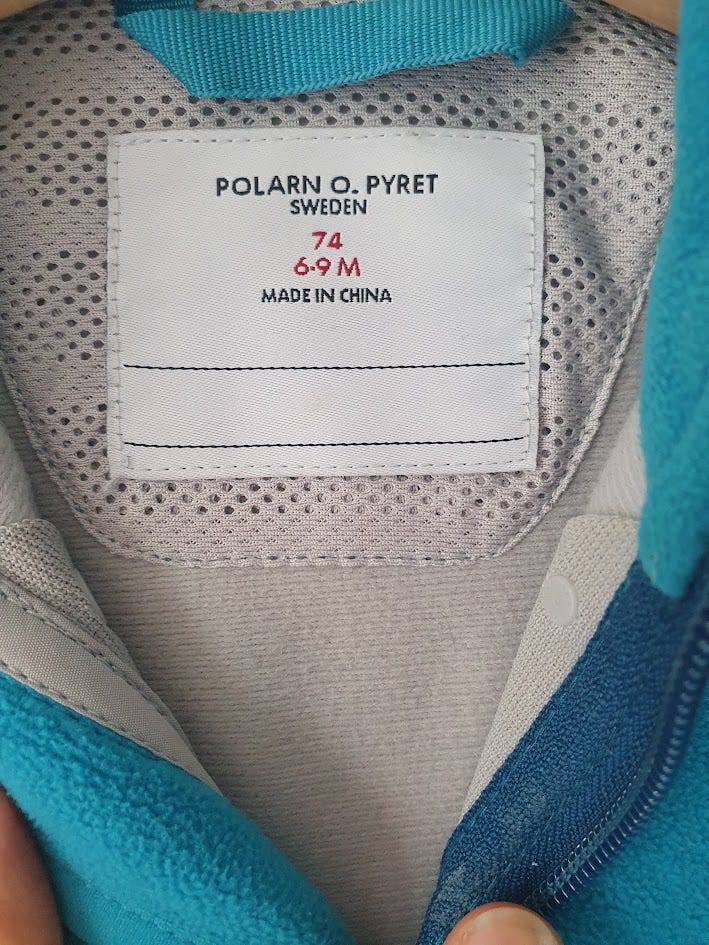 POLARN O. PYRET
SWEDEN
74
6-9 M
MADE IN CHINA